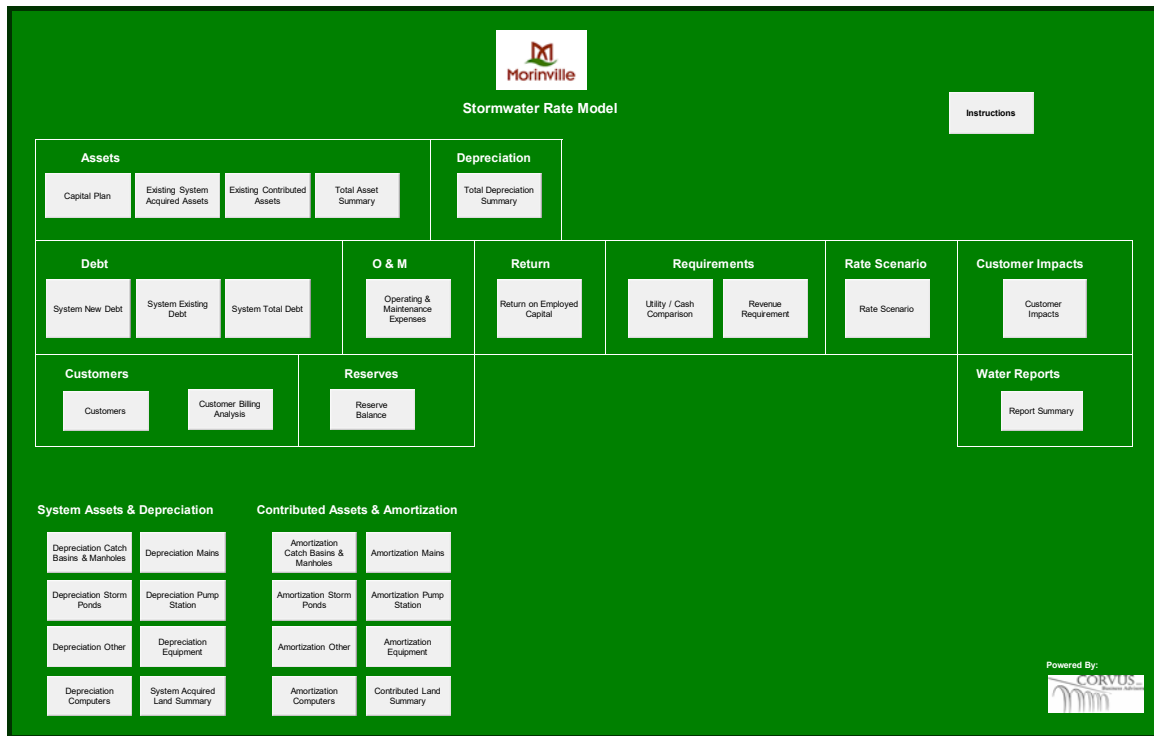 Morinville
Stormwater Rate Model
Instructions
Assets
Depreciation
Capital Plan
Existing System
Acquired Assets
Existing Contributed
Assets
Total Asset
Summary
Total Depreciation
Summary
Debt
O & M
Return
Requirements
Rate Scenario
Customer Impacts
System New Debt
System Existing
Debt
System Total Debt
Operating &
Maintenance
Expenses
Return on Employed
Capital
Utility / Cash
Comparison
Revenue
Requirement
Rate Scenario
Customer
Impacts
Customers
Reserves
Water Reports
Customers
Customer Billing
Analysis
Reserve
Balance
Report Summary
System Assets & Depreciation
Contributed Assets & Amortization
Depreciation Catch
Basins & Manholes
Depreciation Mains
Amortization
Catch Basins &
Manholes
Amortization Mains
Depreciation Storm
Ponds
Depreciation Pump
Station
Amortization Storm
Ponds
Amortization Pump
Station
Depreciation Other
Depreciation
Equipment
Amortization Other
Amortization
Equipment
Depreciation
Computers
System Acquired
Land Summary
Amortization
Computers
Contributed Land
Summary
Powered By:
CORVUS
Business Advisors